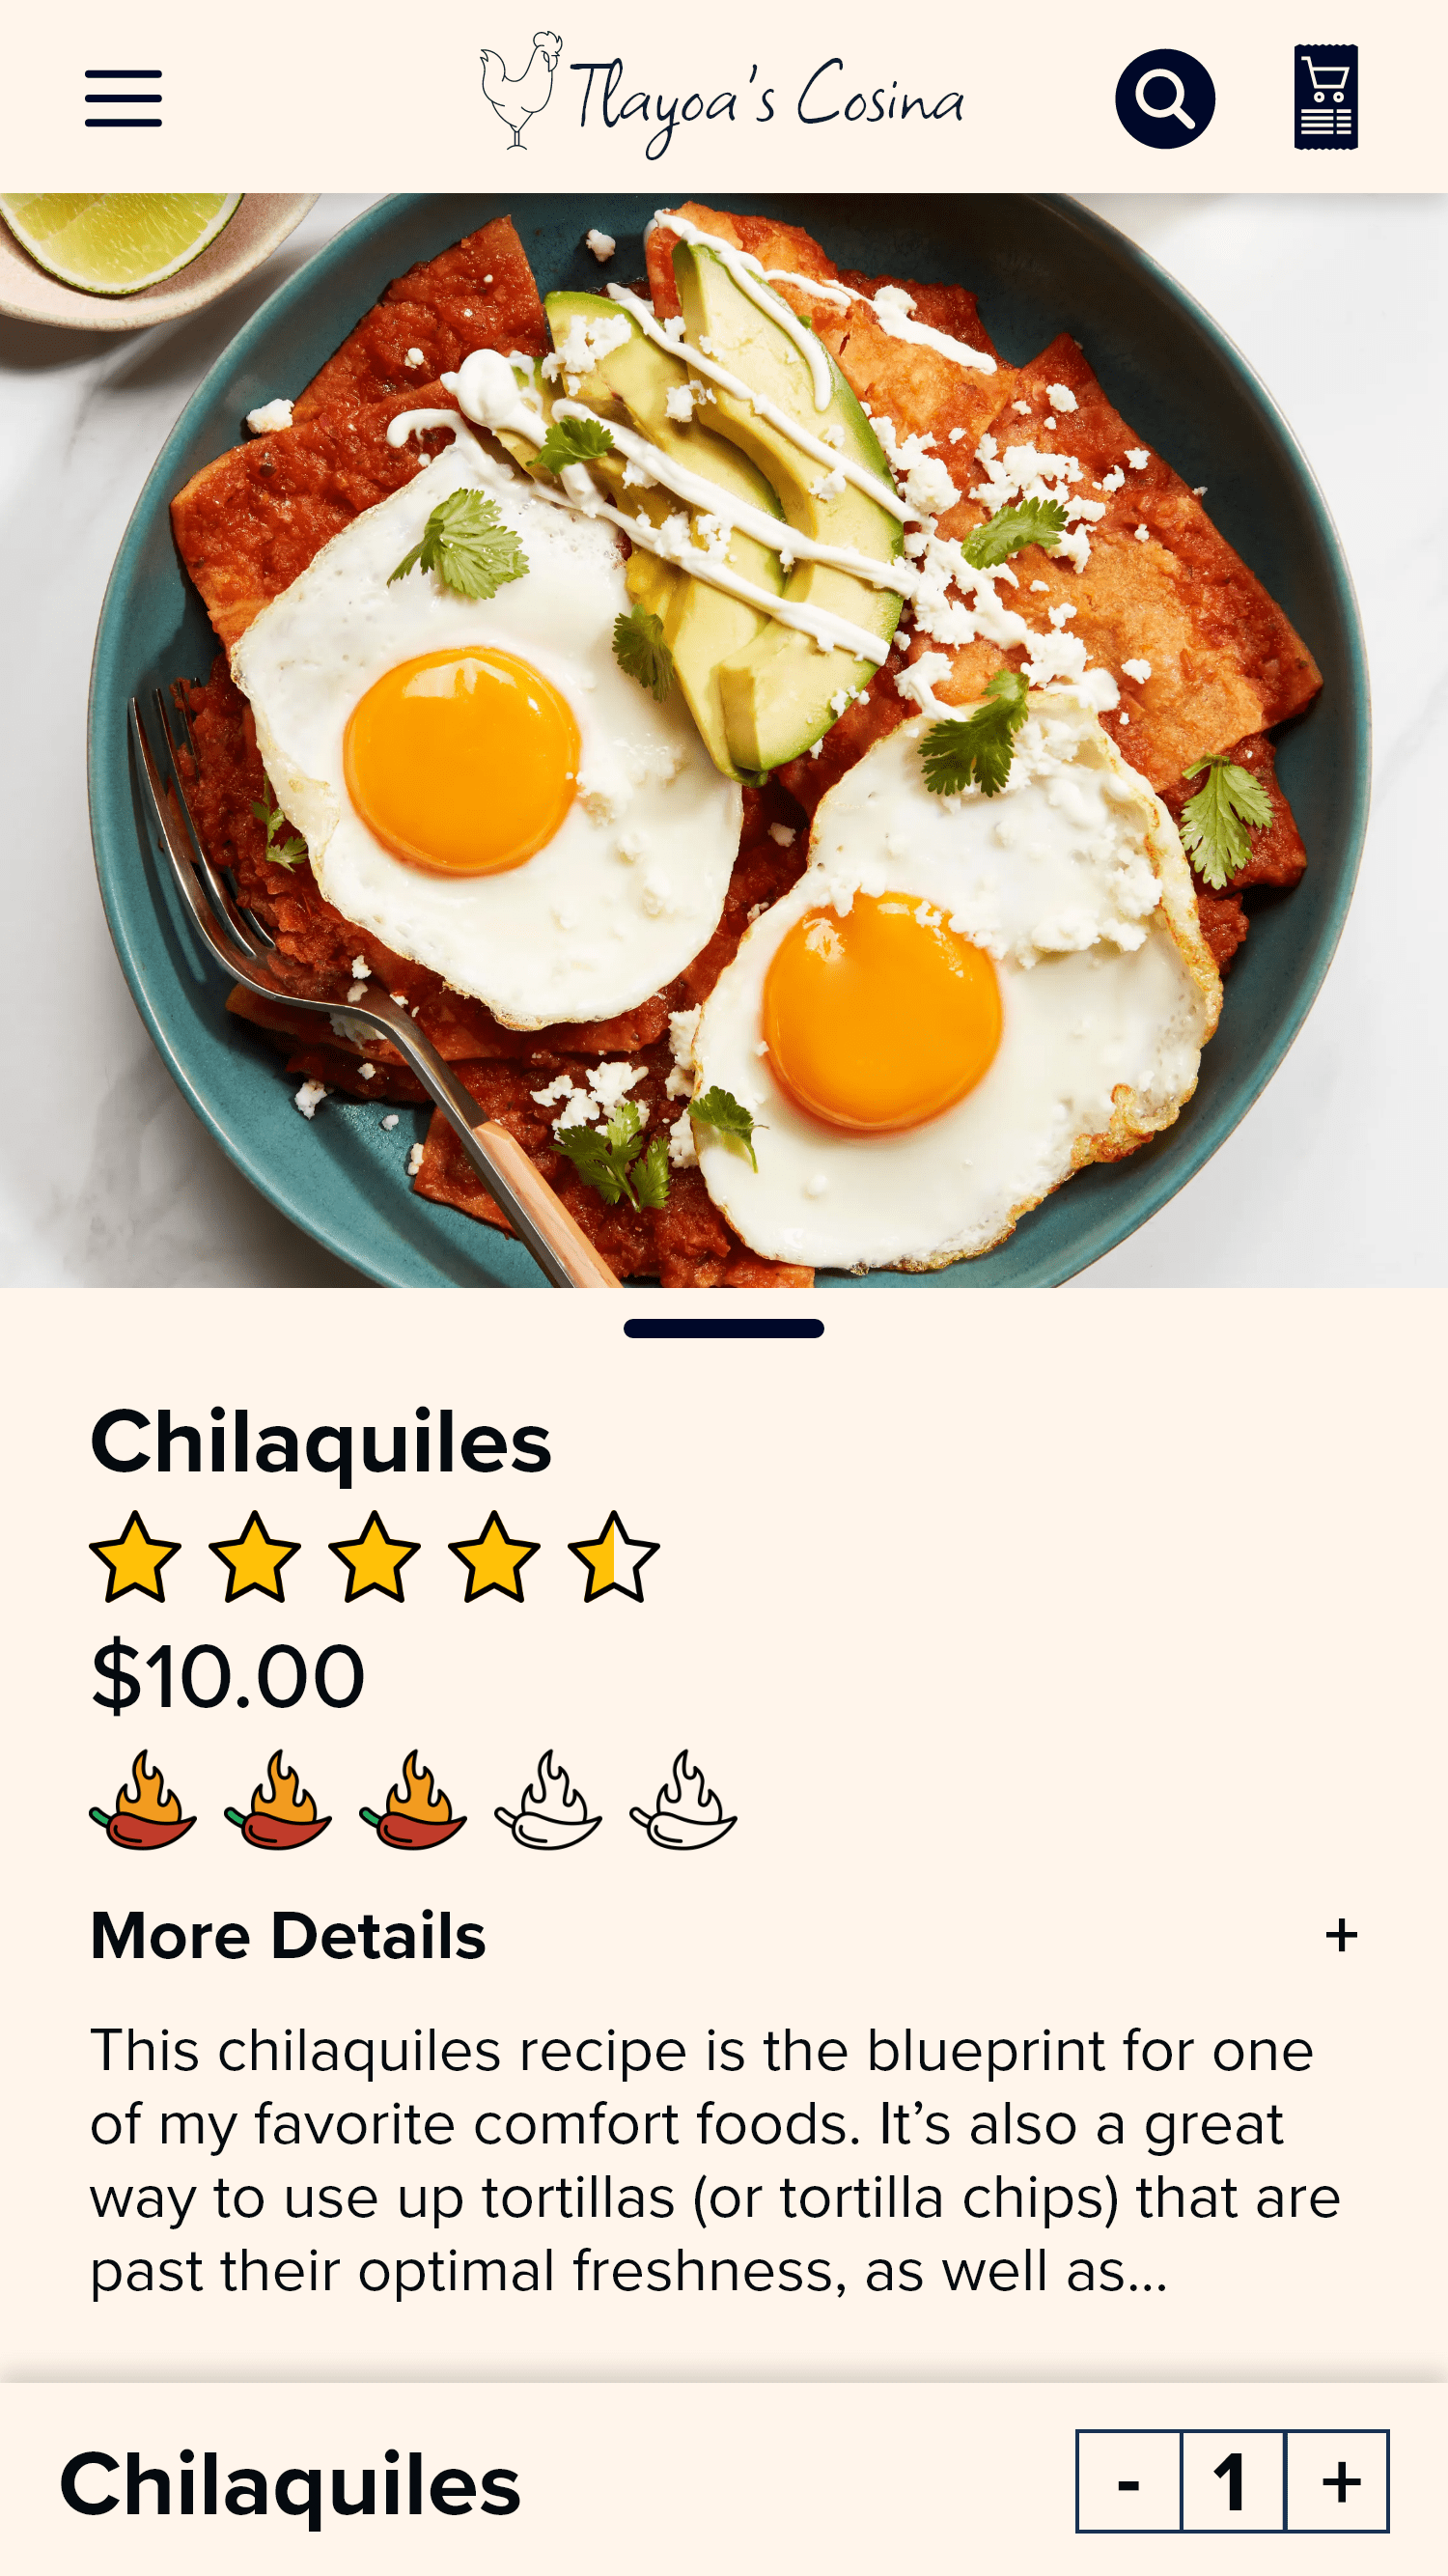 Tlayoa's Cosina
Chilaquiles
$10.00
More Details +
This chilaquiles recipe is the blueprint for one
of my favorite comfort foods. It’s also a great
way to use up tortillas (or tortilla chips) that are
past their optimal freshness, as well as...
Chilaquiles - 1 +